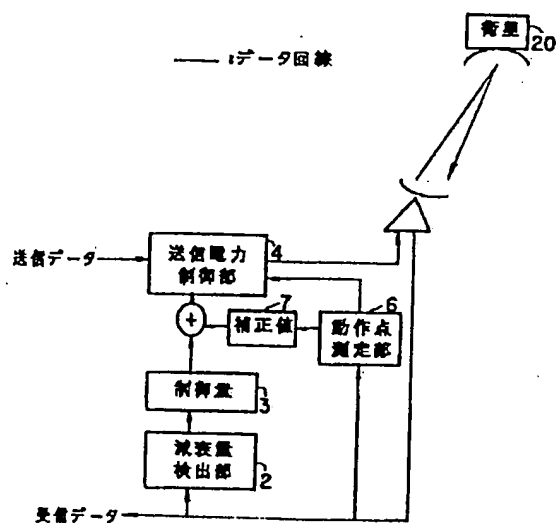 衛星
20
:データ回線
送信データ
送信電力
制御部
4
7
補正値
6
動作点
測定部
+
制御量
3
減衰量
検出部
2
受信データ